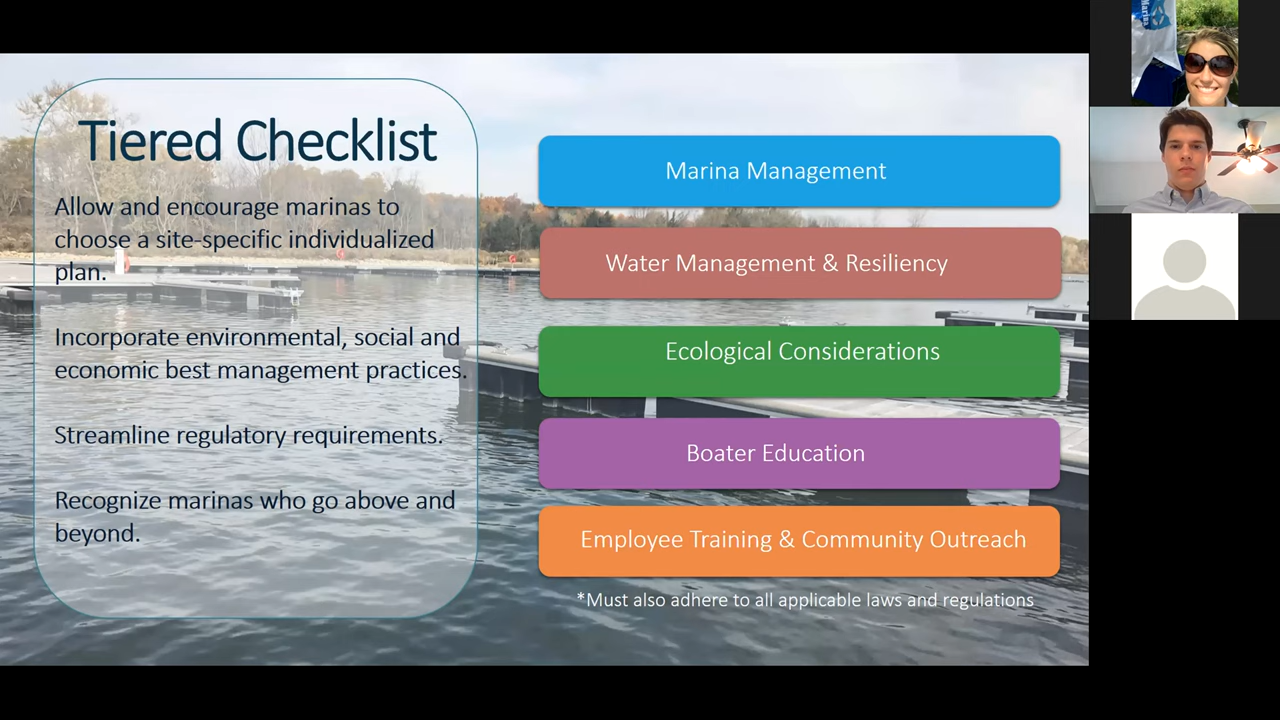 Tiered Checklist
Allow and encourage marinas to
choose a site-specific individualized
plan.
Incorporate environmental, social and
economic best management practices.
Streamline regulatory requirements.
Recognize marinas who go above and
beyond.
Marina Management
Water Management & Resiliency
Ecological Considerations
Boater Education
Employee Training & Community Outreach
*Must also adhere to all applicable laws and regulations